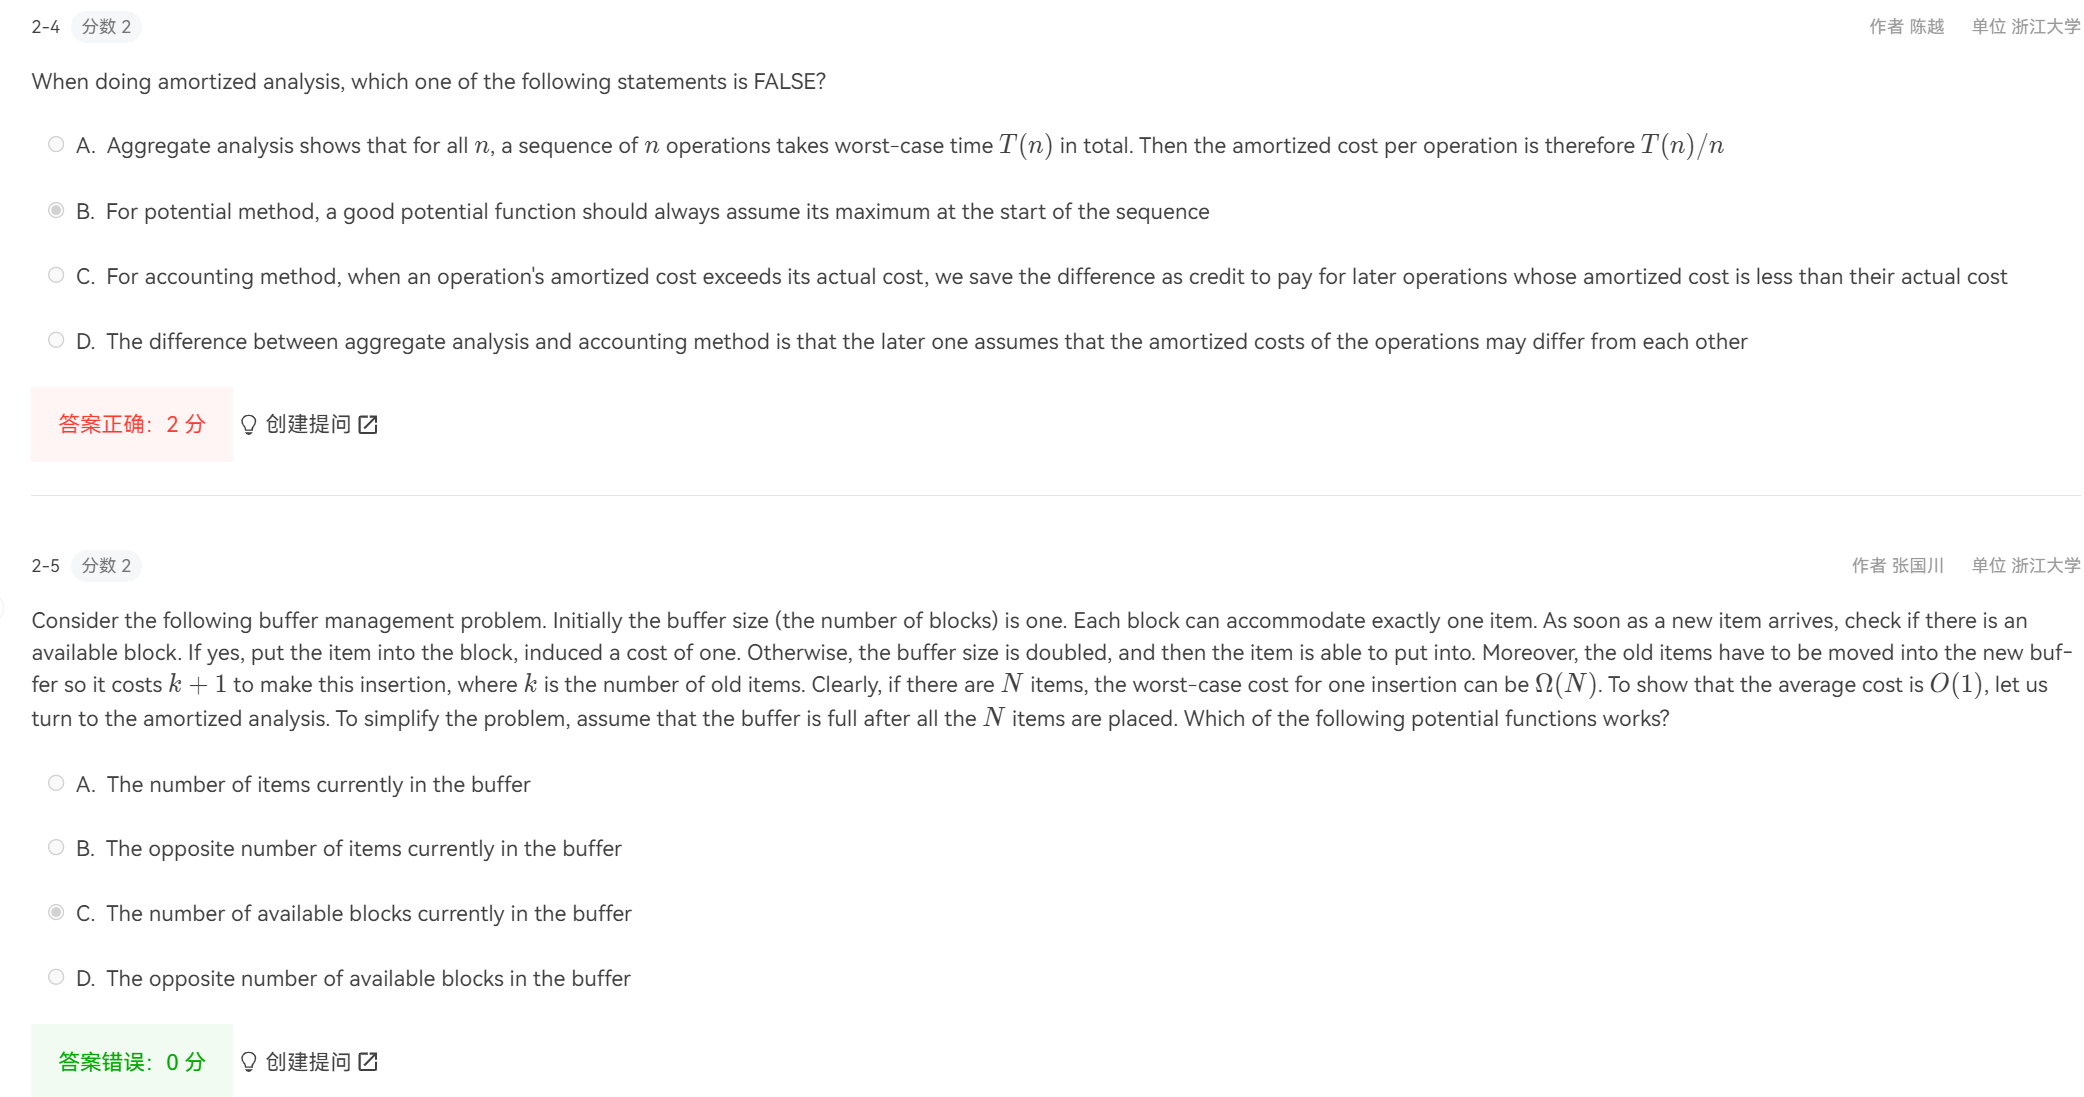 2-4 分数 2 作者 陈越 单位 浙江大学
When doing amortized analysis, which one of the following statements is FALSE?
A. Aggregate analysis shows that for all n, a sequence of n operations takes worst-case time T(n) in total. Then the amortized cost per operation is therefore T(n)/n
B. For potential method, a good potential function should always assume its maximum at the start of the sequence
C. For accounting method, when an operation's amortized cost exceeds its actual cost, we save the difference as credit to pay for later operations whose amortized cost is less than their actual cost
D. The difference between aggregate analysis and accounting method is that the later one assumes that the amortized costs of the operations may differ from each other
答案正确：2 分 创建提问
2-5 分数 2 作者 张国川 单位 浙江大学
Consider the following buffer management problem. Initially the buffer size (the number of blocks) is one. Each block can accommodate exactly one item. As soon as a new item arrives, check if there is an
available block. If yes, put the item into the block, induced a cost of one. Otherwise, the buffer size is doubled, and then the item is able to put into. Moreover, the old items have to be moved into the new buf-
fer so it costs k + 1 to make this insertion, where k is the number of old items. Clearly, if there are N items, the worst-case cost for one insertion can be Ω(N). To show that the average cost is O(1), let us
turn to the amortized analysis. To simplify the problem, assume that the buffer is full after all the N items are placed. Which of the following potential functions works?
A. The number of items currently in the buffer
B. The opposite number of items currently in the buffer
C. The number of available blocks currently in the buffer
D. The opposite number of available blocks in the buffer
答案错误：0 分 创建提问